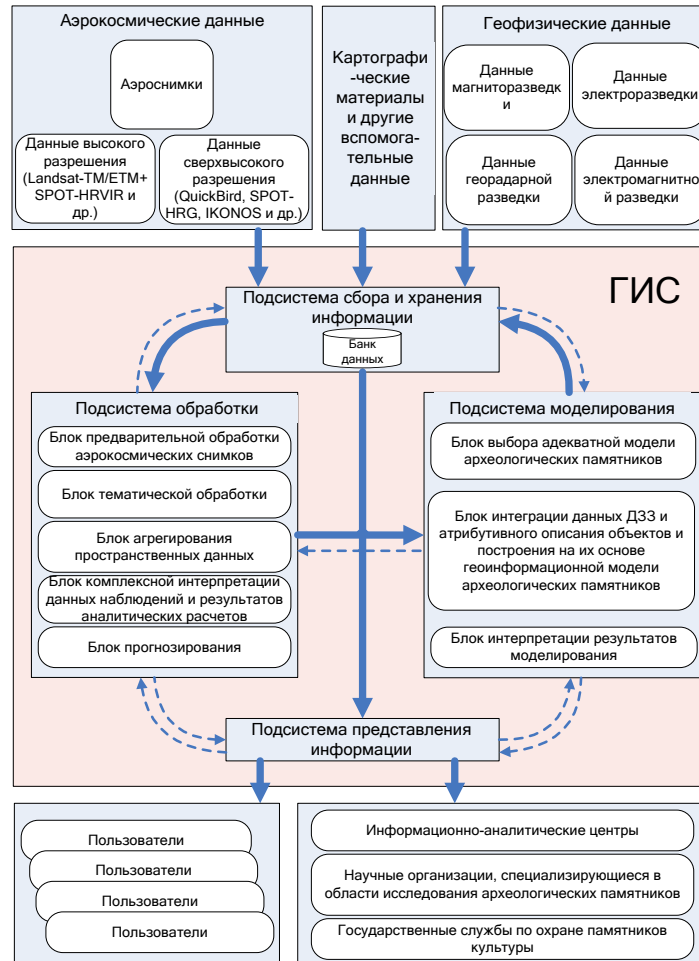 Аэрокосмические данные
Аэроснимки
Данные высокого
разрешения
(Landsat-TM/ETM+
SPOT-HRVIR и
др.)
Данные
сверхвысокого
разрешения
(QuickBird, SPOT-
HRG, IKONOS и др.)
Картографи
-ческие
материалы
и другие
вспомога-
тельные
данные
Геофизические данные
Данные
магниторазведк
и
Данные
электроразведки
Данные
георадарной
разведки
Данные
электромагнитно
й разведки
ГИС
Подсистема сбора и хранения
информации
Банк
данных
Подсистема обработки
Блок предварительной обработки
аэрокосмических снимков
Блок тематической обработки
Блок агрегирования
пространственных данных
Блок комплексной интерпретации
данных наблюдений и результатов
аналитических расчетов
Блок прогнозирования
Подсистема моделирования
Блок выбора адекватной модели
археологических памятников
Блок интеграции данных ДЗЗ и
атрибутивного описания объектов и
построения на их основе
геоинформационной модели
археологических памятников
Блок интерпретации результатов
моделирования
Подсистема представления
информации
Пользователи
Пользователи
Пользователи
Пользователи
Информационно-аналитические центры
Научные организации, специализирующиеся в
области исследования археологических памятников
Государственные службы по охране памятников
культуры